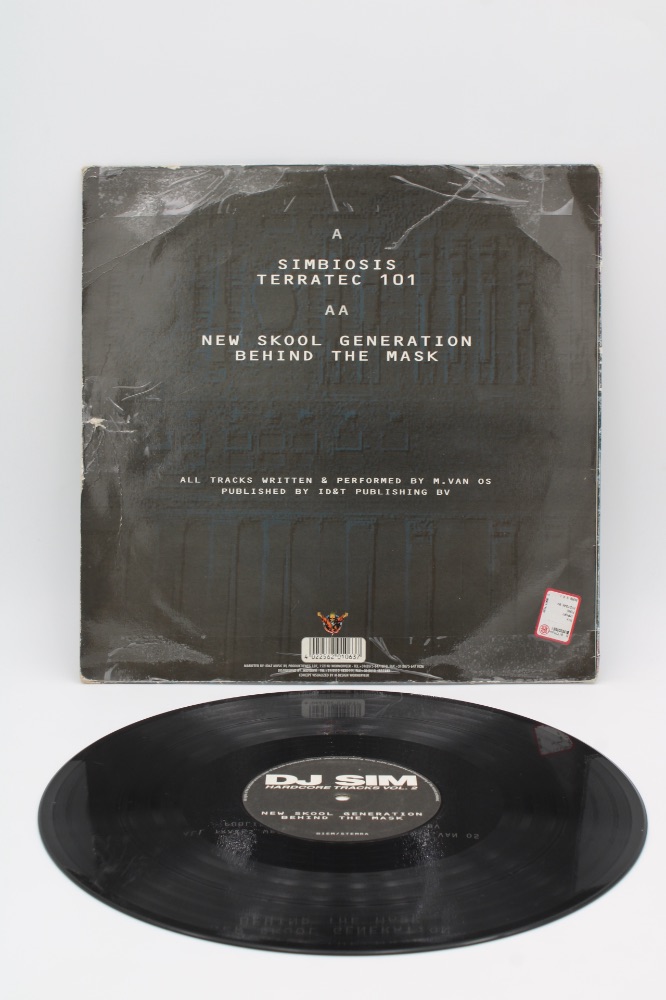 A
SIMBIOSIS
TERRATEC 101
AA
NEW SKOOL GENERATION
BEHIND THE MASK
ALL TRACKS WRITTEN & PERFORMED BY M.VAN OS
PUBLISHED BY ID&T PUBLISHING BV
DJ SIM
HARDCORE TRACKS VOL. 2
NEW SKOOL GENERATION
BEHIND THE MASK